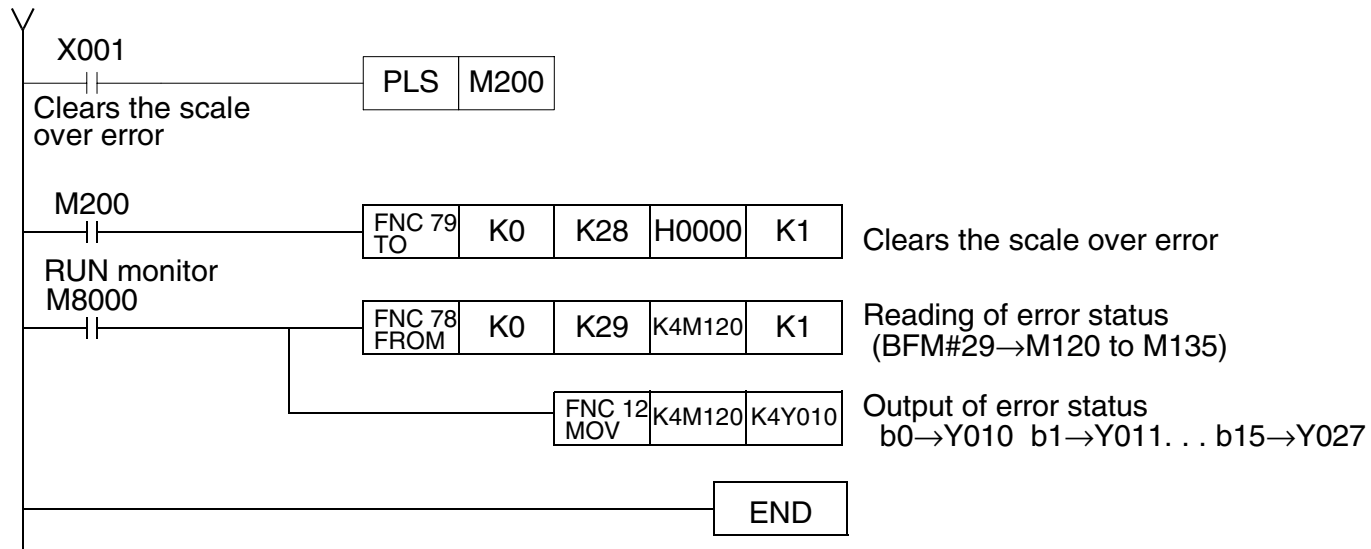 X001
PLS M200
Clears the scale
over error
M200
FNC 79
TO K0 K28 H0000 K1 Clears the scale over error
RUN monitor
M8000
FNC 78
FROM K0 K29 K4M120 K1 Reading of error status
(BFM#29→M120 to M135)
FNC 12
MOV K4M120 K4Y010 Output of error status
b0→Y010 b1→Y011. . . b15→Y027
END